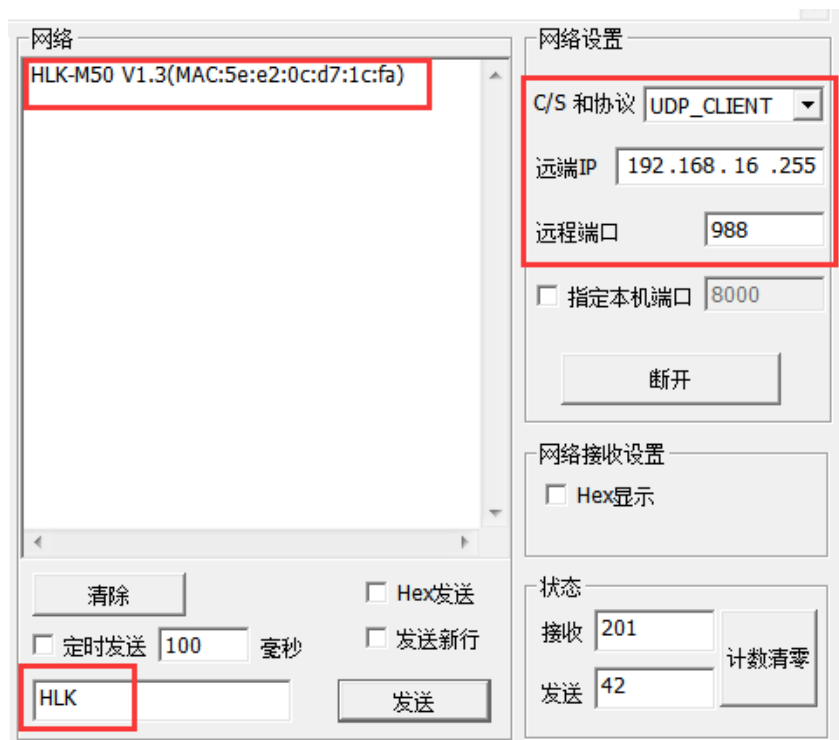 网络
HLK-M50 V1.3(MAC:5e:e2:0c:d7:1c:fa)
清除
Hex发送
定时发送 100 毫秒
发送新行
HLK
发送
网络设置
C/S 和协议 UDP_CLIENT
远端IP 192.168.16.255
远程端口 988
指定本机端口 8000
断开
网络接收设置
Hex显示
状态
接收 201
计数清零
发送 42